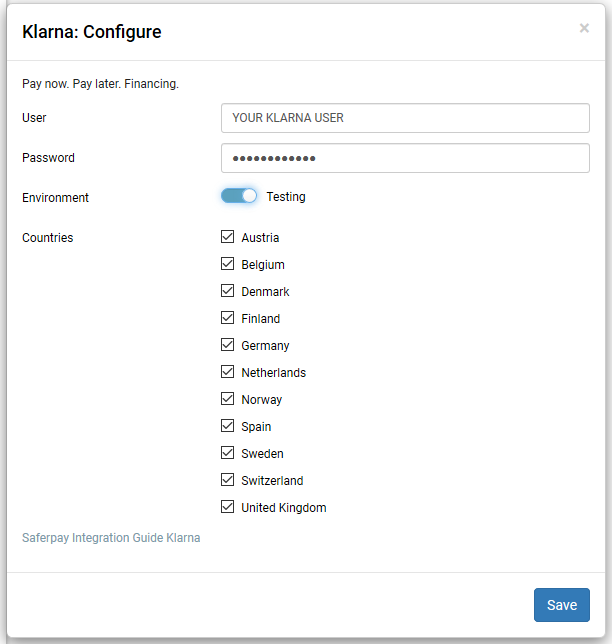 Klarna: Configure
×
Pay now. Pay later. Financing.
User
YOUR KLARNA USER
Password
••••••••••••
Environment
Testing
Countries
Austria
Belgium
Denmark
Finland
Germany
Netherlands
Norway
Spain
Sweden
Switzerland
United Kingdom
Saferpay Integration Guide Klarna
Save